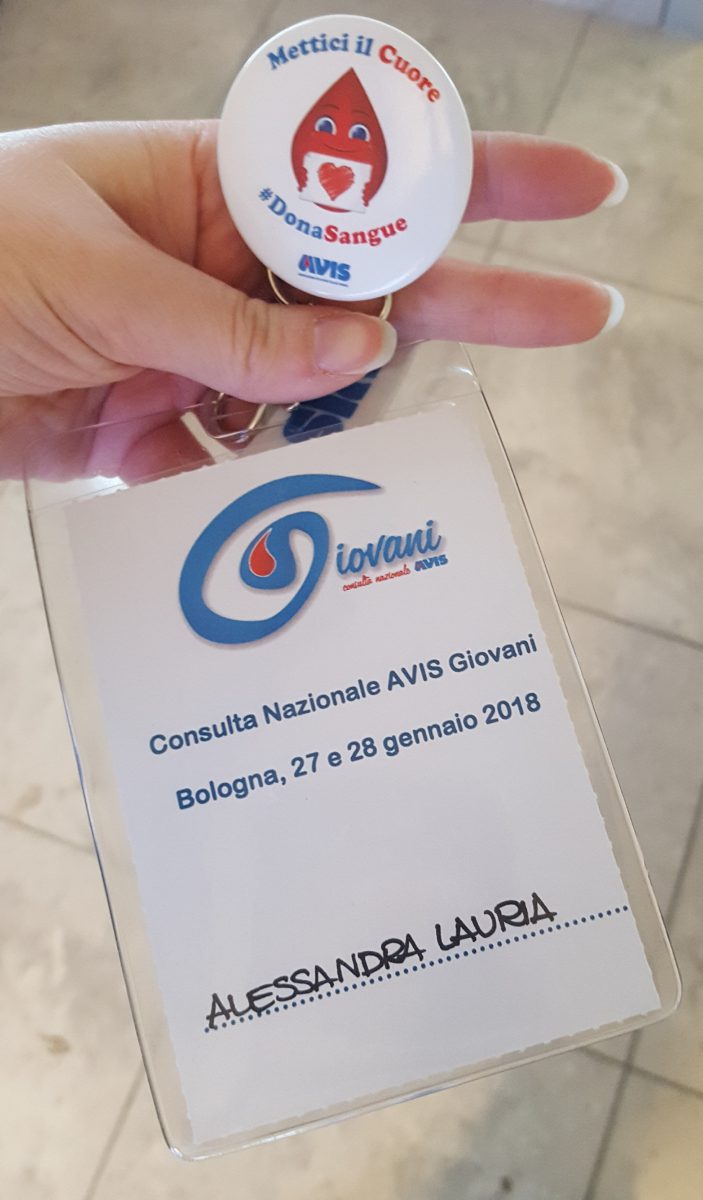 Mettici il Cuore
#DonaSangue
AVIS
Giovani
consulta nazionale AVIS
Consulta Nazionale AVIS Giovani
Bologna, 27 e 28 gennaio 2018
ALESSANDRA LAURIA